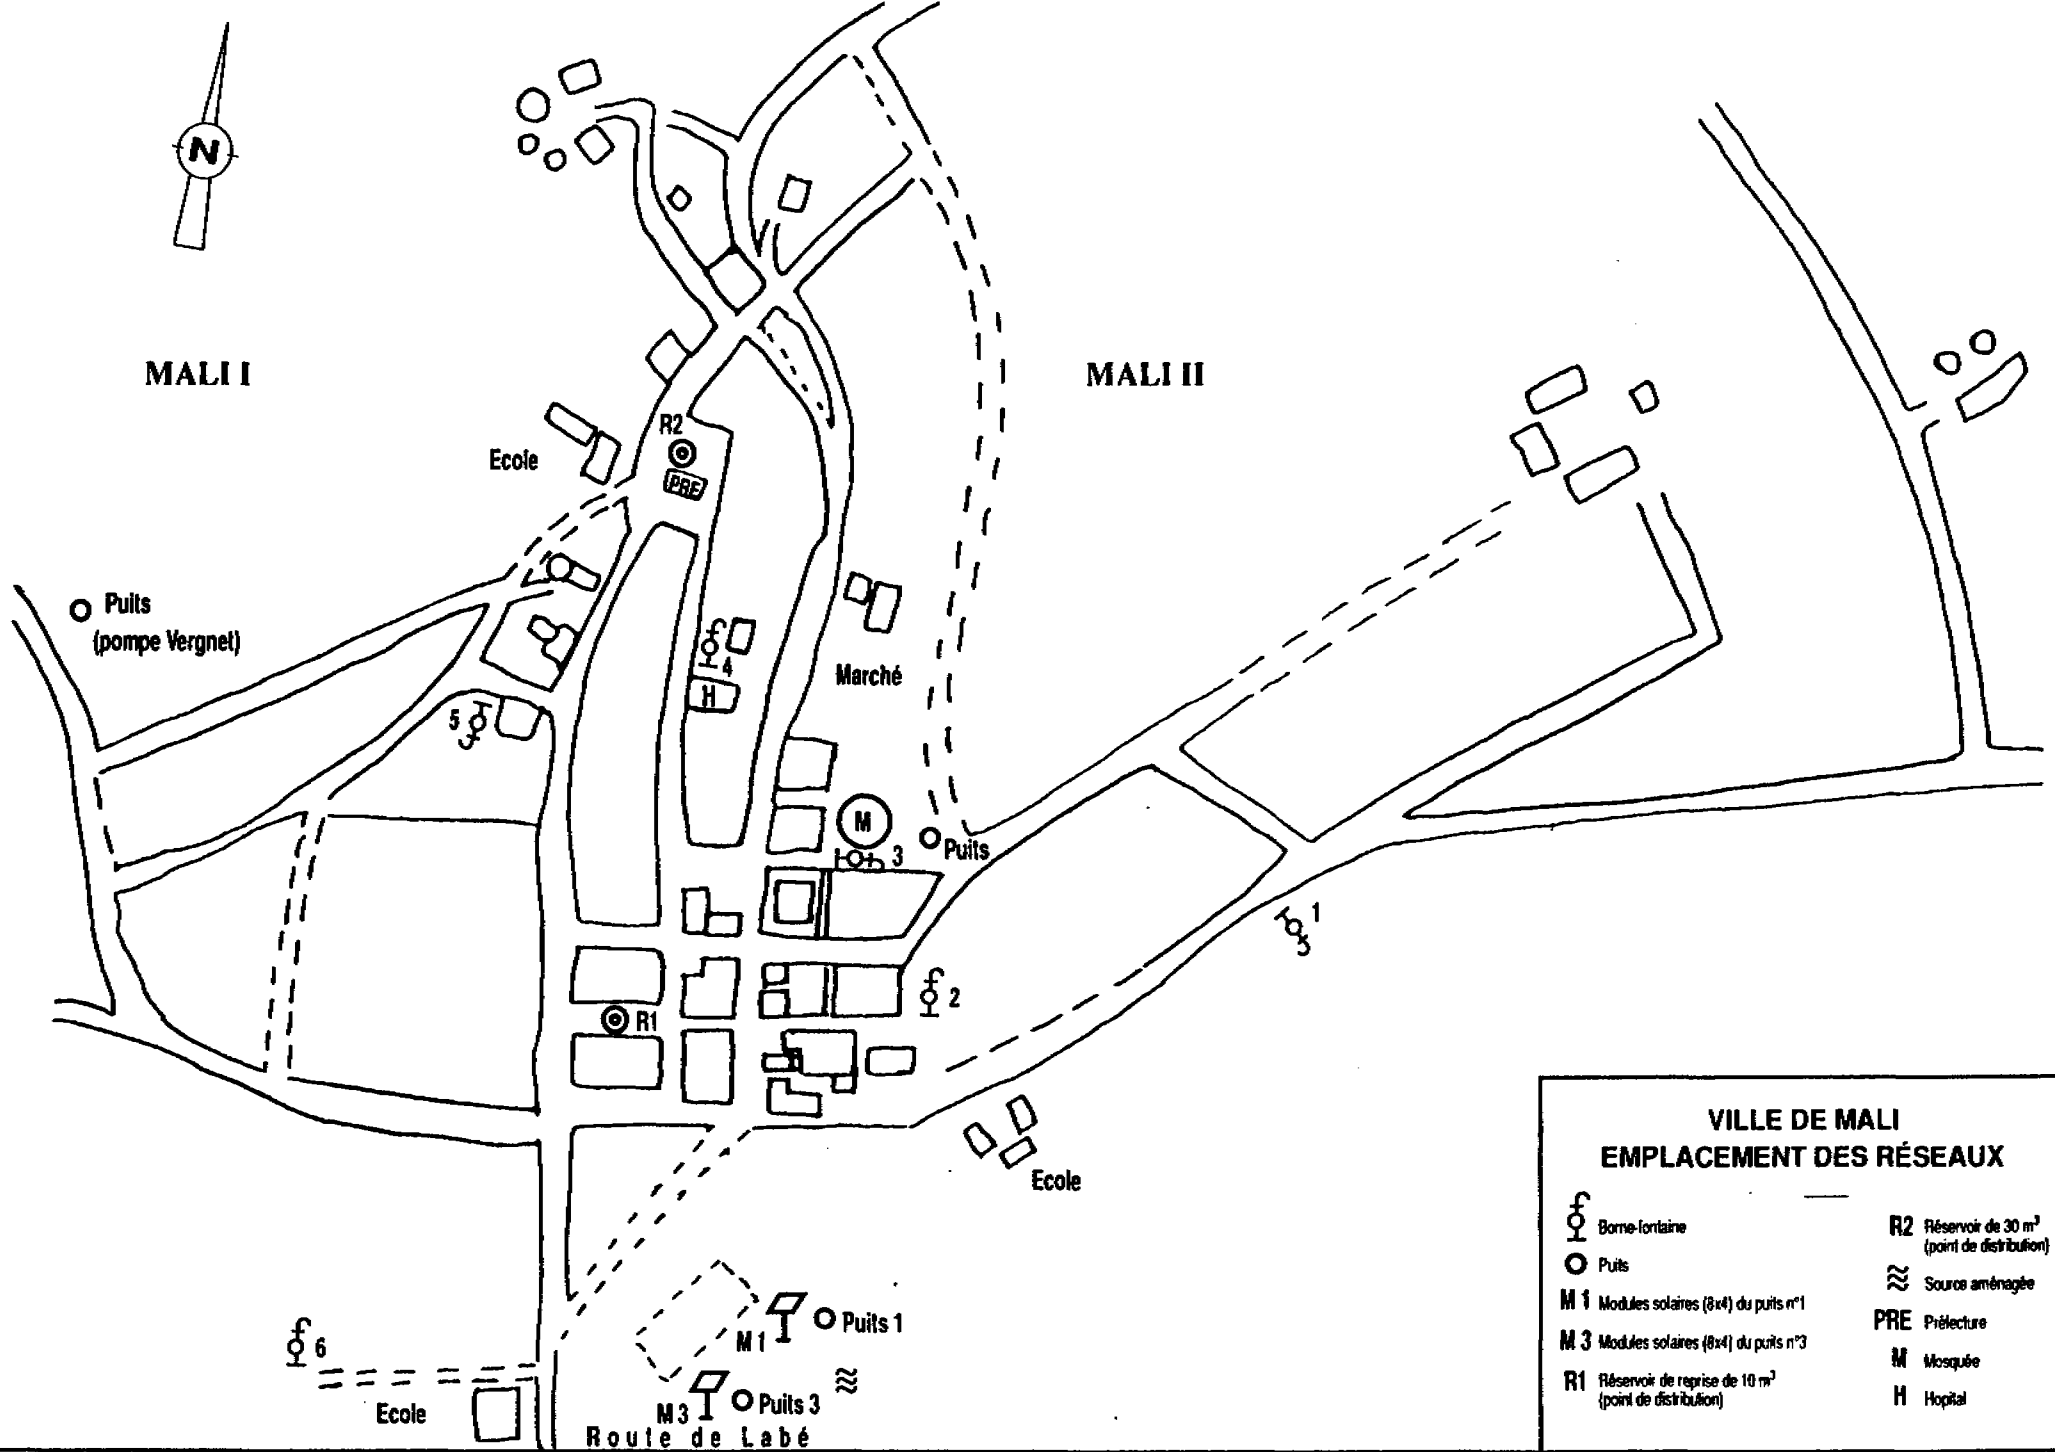 N
MALI I
MALI II
R2
Ecole
PRE
Puits
(pompe Vergnet)
4
H
Marché
5
M
3
Puits
1
2
R1
Ecole
6
M 1
Puits 1
M 3
Puits 3
Ecole
Route de Labé
VILLE DE MALI
EMPLACEMENT DES RÉSEAUX
Borne-fontaine
Puits
M 1 Modules solaires (8x4) du puits n°1
M 3 Modules solaires (8x4) du puits n°3
R1 Réservoir de reprise de 10 m³
(point de distribution)
R2 Réservoir de 30 m³
(point de distribution)
Source aménagée
PRE Préfecture
M Mosquée
H Hopital